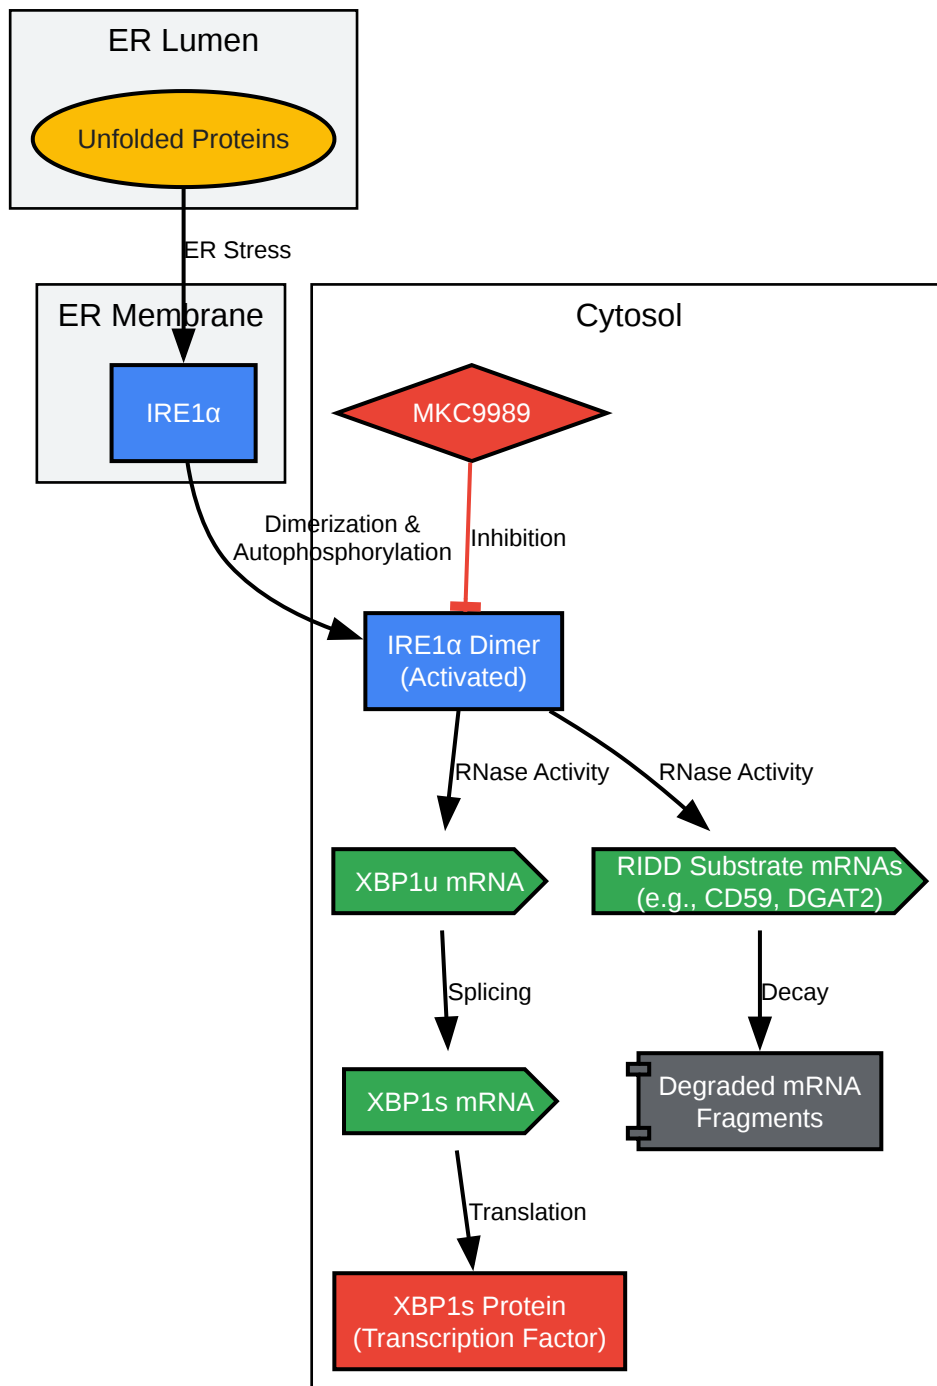 ER Lumen
Unfolded Proteins
ER Stress
ER Membrane
IRE1α
Cytosol
MKC9989
Dimerization &
Autophosphorylation
Inhibition
IRE1α Dimer
(Activated)
RNase Activity
RNase Activity
XBP1u mRNA
RIDD Substrate mRNAs
(e.g., CD59, DGAT2)
Splicing
Decay
XBP1s mRNA
Degraded mRNA
Fragments
Translation
XBP1s Protein
(Transcription Factor)